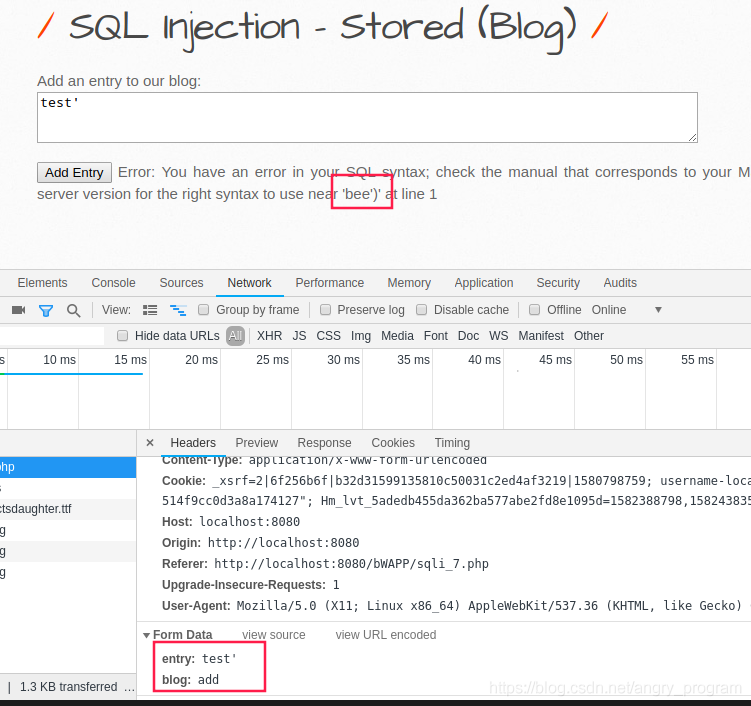 / SQL Injection - Stored (Blog) /
Add an entry to our blog:
test'
Add Entry Error: You have an error in your SQL syntax; check the manual that corresponds to your M
server version for the right syntax to use near 'bee')' at line 1
Elements Console Sources Network Performance Memory Application Security Audits
View: Group by frame Preserve log Disable cache Offline Online
Hide data URLs All XHR JS CSS Img Media Font Doc WS Manifest Other
s 10 ms 15 ms 20 ms 25 ms 30 ms 35 ms 40 ms 45 ms 50 ms 55 ms
× Headers Preview Response Cookies Timing
Content-Type: application/x-www-form-urlencoded
php
Cookie: _xsrf=2|6f256b6f|b32d31599135810c50031c2ed4af3219|1580798759; username-loca
s
514f9cc0d3a8a174127"; Hm_lvt_5adedb455da362ba577abe2fd8e1095d=1582388798,158243835
ctsdaughter.ttf
Host: localhost:8080
g
Origin: http://localhost:8080
g
Referer: http://localhost:8080/bWAPP/sqli_7.php
g
Upgrade-Insecure-Requests: 1
User-Agent: Mozilla/5.0 (X11; Linux x86_64) AppleWebKit/537.36 (KHTML, like Gecko)
Form Data view source view URL encoded
entry: test'
blog: add
| 1.3 KB transferred …
https://blog.csdn.net/angry_program